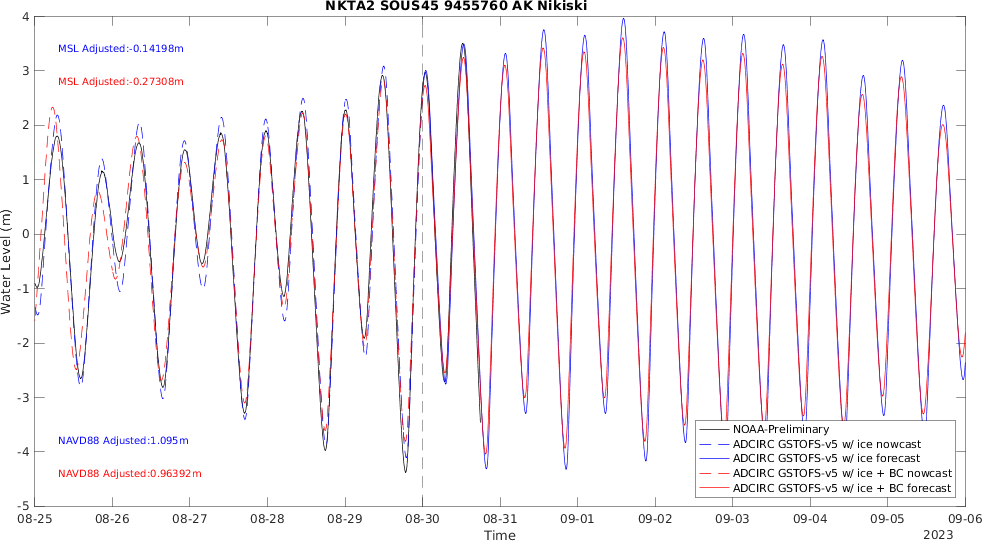 NKTA2 SOUS45 9455760 AK Nikiski
MSL Adjusted:-0.14198m
MSL Adjusted:-0.27308m
NAVD88 Adjusted:1.095m
NAVD88 Adjusted:0.96392m
Water Level (m)
4
3
2
1
0
-1
-2
-3
-4
-5
NOAA-Preliminary
ADCIRC GSTOFS-v5 w/ ice nowcast
ADCIRC GSTOFS-v5 w/ ice forecast
ADCIRC GSTOFS-v5 w/ ice + BC nowcast
ADCIRC GSTOFS-v5 w/ ice + BC forecast
08-25 08-26 08-27 08-28 08-29 08-30 08-31 09-01 09-02 09-03 09-04 09-05 09-06
Time
2023